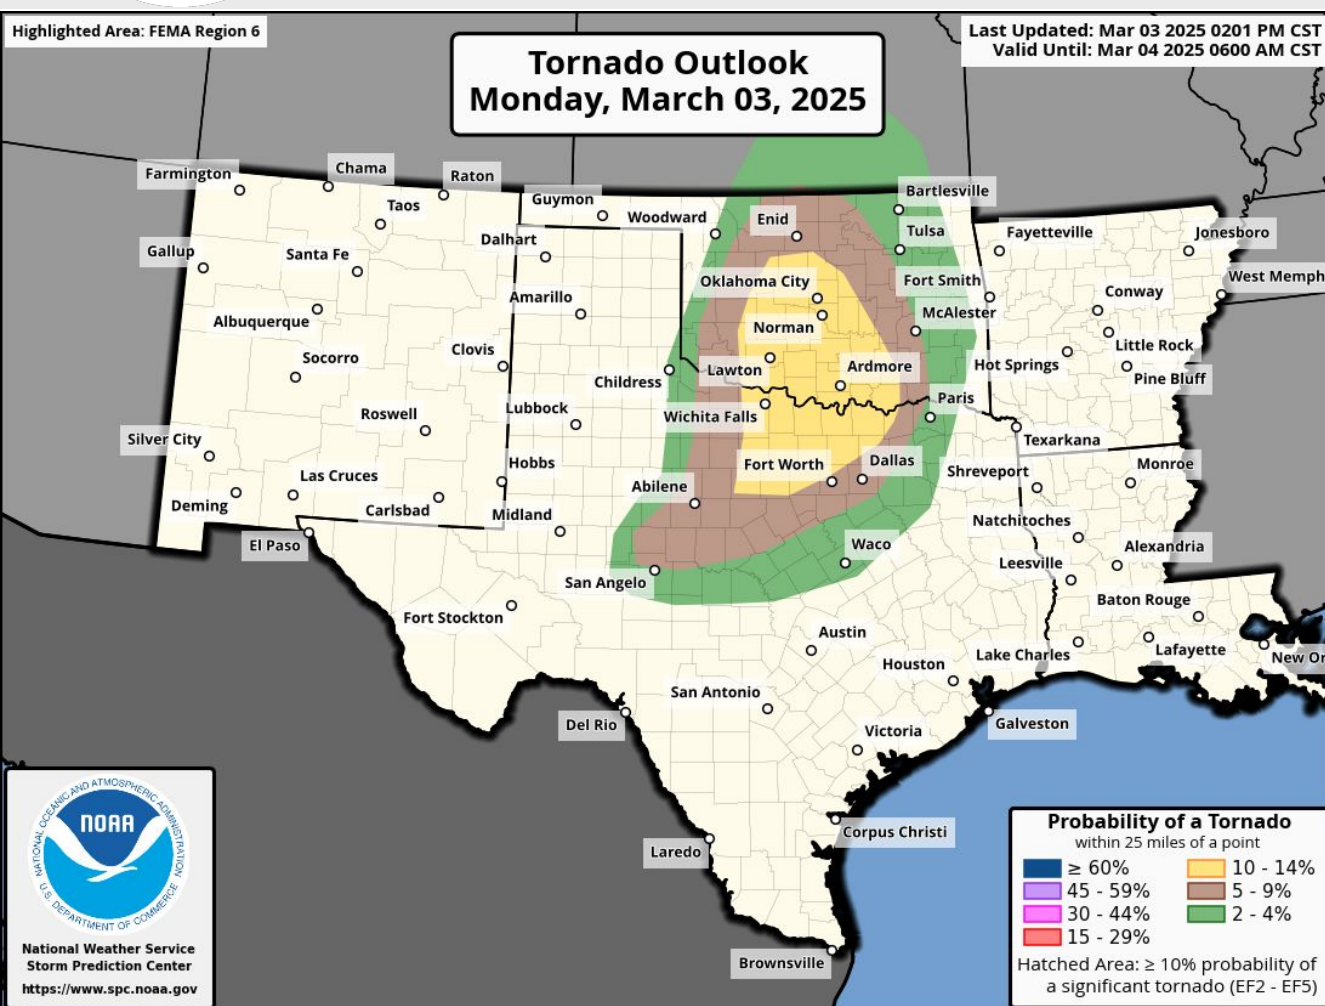 Highlighted Area: FEMA Region 6
Last Updated: Mar 03 2025 0201 PM CST
Valid Until: Mar 04 2025 0600 AM CST
Tornado Outlook
Monday, March 03, 2025
Farmington
Chama
Raton
Taos
Guymon
Woodward
Enid
Bartlesville
Gallup
Santa Fe
Dalhart
Tulsa
Fayetteville
Jonesboro
Albuquerque
Amarillo
Oklahoma City
Fort Smith
Conway
West Memph
Socorro
Clovis
Norman
McAlester
Little Rock
Childress
Lawton
Ardmore
Hot Springs
Pine Bluff
Roswell
Lubbock
Wichita Falls
Paris
Texarkana
Silver City
Las Cruces
Hobbs
Fort Worth
Dallas
Shreveport
Monroe
Deming
Carlsbad
Midland
Abilene
Natchitoches
El Paso
Waco
Leesville
Alexandria
San Angelo
Baton Rouge
Fort Stockton
Austin
Houston
Lake Charles
Lafayette
New Or
San Antonio
Del Rio
Victoria
Galveston
Corpus Christi
Laredo
Brownsville
NATIONAL OCEANIC AND ATMOSPHERIC ADMINISTRATION
NOAA
U.S. DEPARTMENT OF COMMERCE
National Weather Service
Storm Prediction Center
https://www.spc.noaa.gov
Probability of a Tornado
within 25 miles of a point
≥ 60%
10 - 14%
45 - 59%
5 - 9%
30 - 44%
2 - 4%
15 - 29%
Hatched Area: ≥ 10% probability of
a significant tornado (EF2 - EF5)